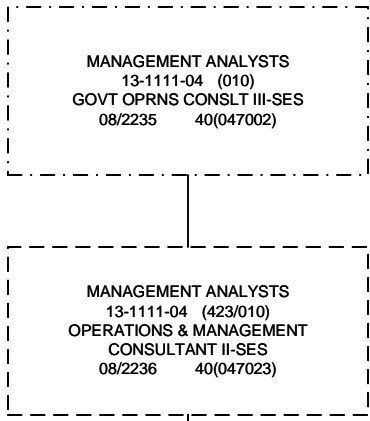 MANAGEMENT ANALYSTS
13-1111-04 (010)
GOVT OPRNS CONSLT III-SES
08/2235 40(047002)
MANAGEMENT ANALYSTS
13-1111-04 (423/010)
OPERATIONS & MANAGEMENT
CONSULTANT II-SES
08/2236 40(047023)